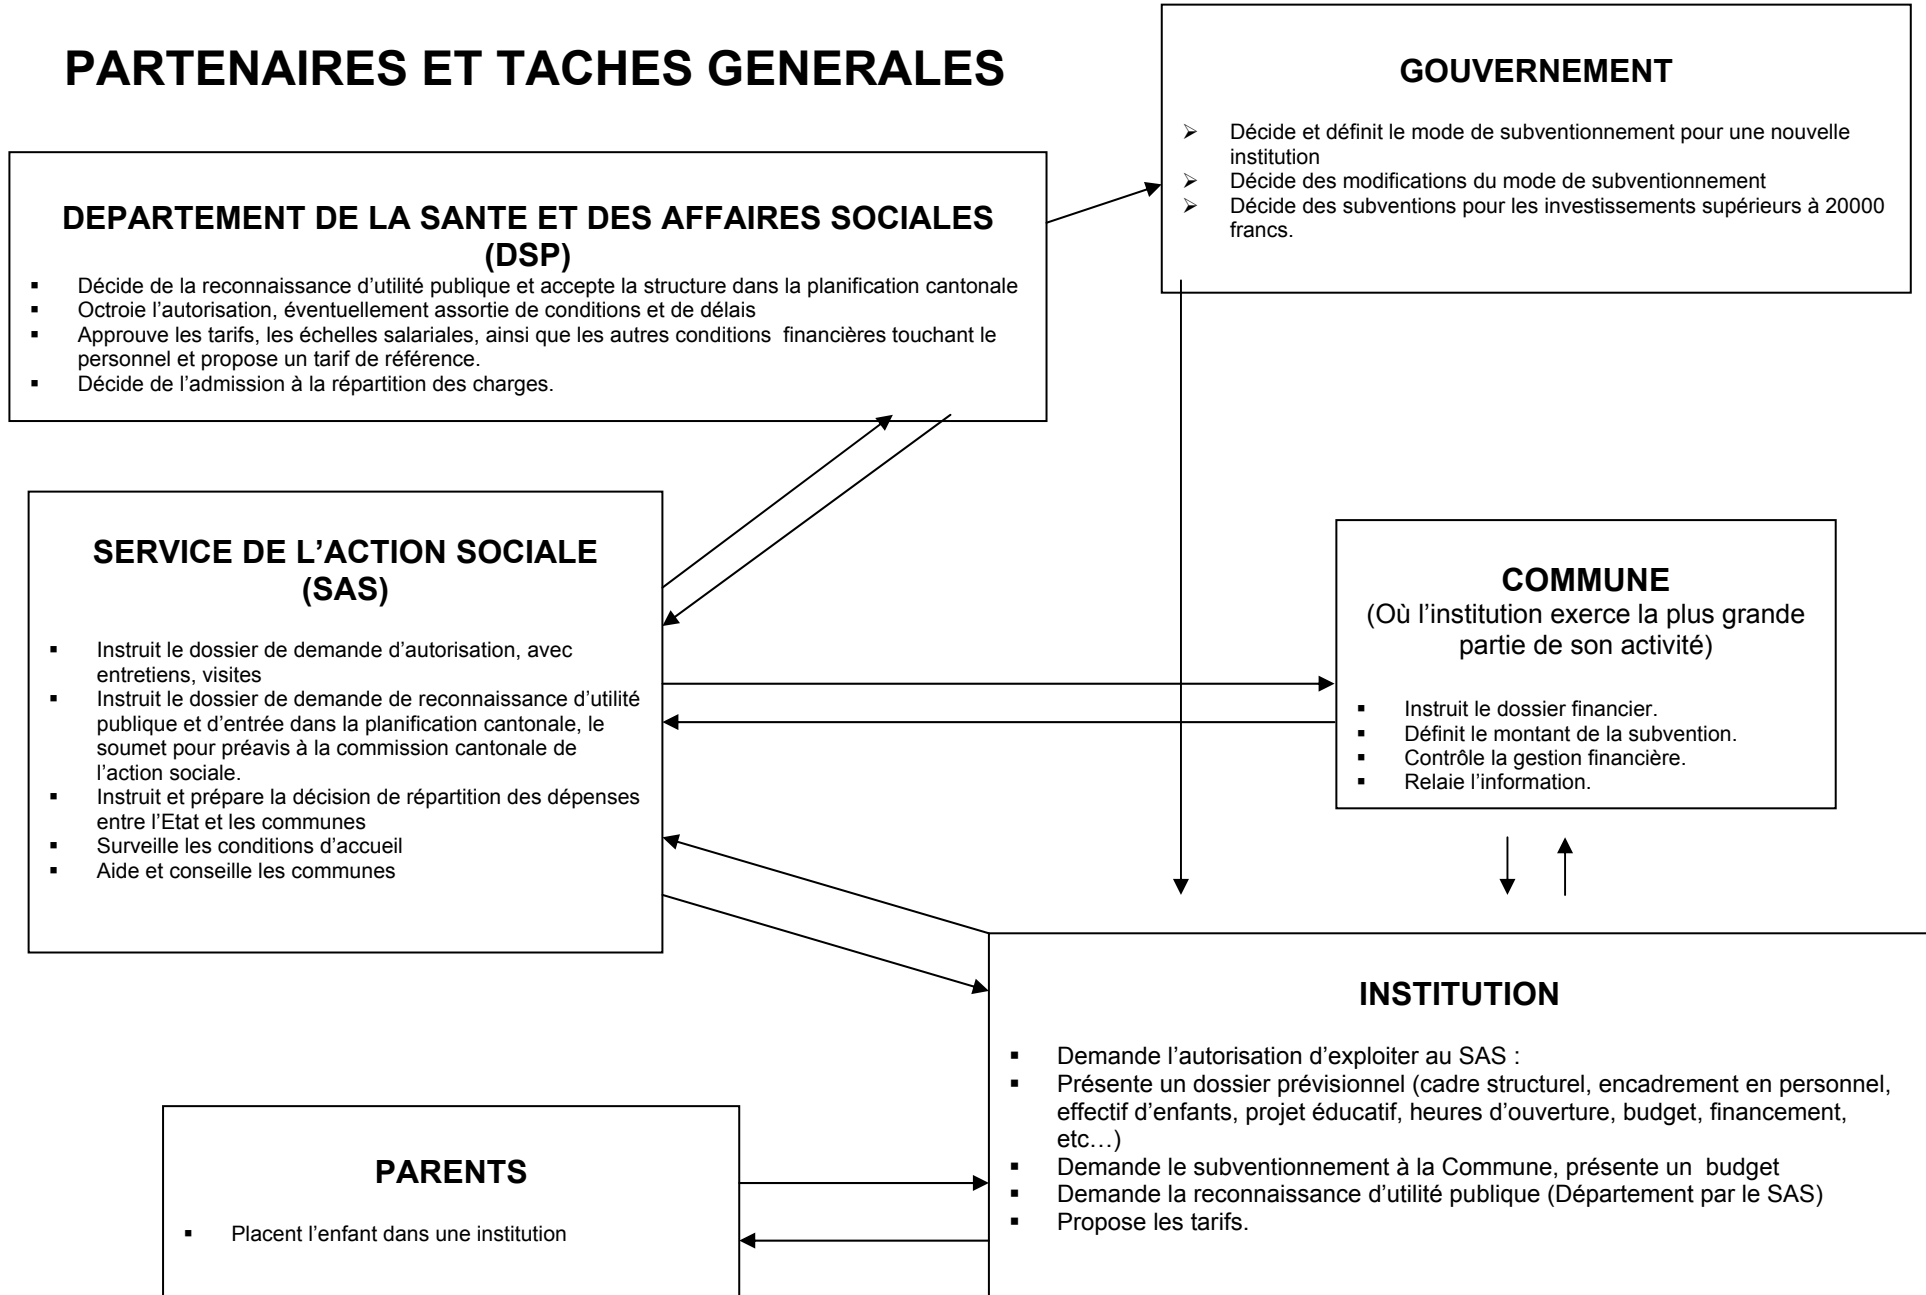 PARTENAIRES ET TACHES GENERALES
GOUVERNEMENT
➢ Décide et définit le mode de subventionnement pour une nouvelle
institution
➢ Décide des modifications du mode de subventionnement
➢ Décide des subventions pour les investissements supérieurs à 20000
francs.
DEPARTEMENT DE LA SANTE ET DES AFFAIRES SOCIALES
(DSP)
▪ Décide de la reconnaissance d’utilité publique et accepte la structure dans la planification cantonale
▪ Octroie l’autorisation, éventuellement assortie de conditions et de délais
▪ Approuve les tarifs, les échelles salariales, ainsi que les autres conditions financières touchant le
personnel et propose un tarif de référence.
▪ Décide de l’admission à la répartition des charges.
SERVICE DE L’ACTION SOCIALE
(SAS)
▪ Instruit le dossier de demande d’autorisation, avec
entretiens, visites
▪ Instruit le dossier de demande de reconnaissance d’utilité
publique et d’entrée dans la planification cantonale, le
soumet pour préavis à la commission cantonale de
l’action sociale.
▪ Instruit et prépare la décision de répartition des dépenses
entre l’Etat et les communes
▪ Surveille les conditions d’accueil
▪ Aide et conseille les communes
COMMUNE
(Où l’institution exerce la plus grande
partie de son activité)
▪ Instruit le dossier financier.
▪ Définit le montant de la subvention.
▪ Contrôle la gestion financière.
▪ Relaie l’information.
INSTITUTION
▪ Demande l’autorisation d’exploiter au SAS :
▪ Présente un dossier prévisionnel (cadre structurel, encadrement en personnel,
effectif d’enfants, projet éducatif, heures d’ouverture, budget, financement,
etc…)
▪ Demande le subventionnement à la Commune, présente un budget
▪ Demande la reconnaissance d’utilité publique (Département par le SAS)
▪ Propose les tarifs.
PARENTS
▪ Placent l’enfant dans une institution